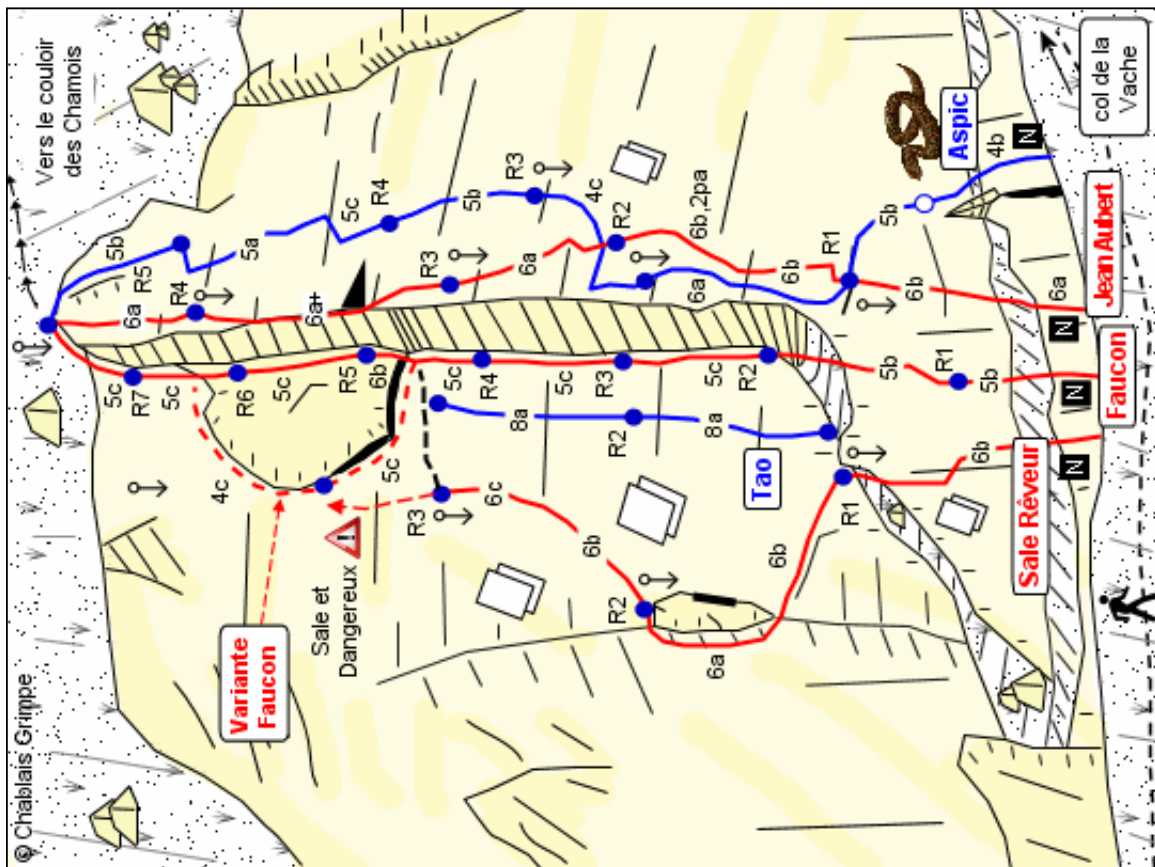 © Chablais Grimpe
Vers le couloir
des Chamois
5b
R5
5a
5c
R4
5b
R3
4c
R2
6a
R1
5b
4b
Aspic
N
col de la
Vache
6a
R4
6a+
R3
6a
R2
6b,2pa
6b
6b
6a
Jean Aubert
N
5c
R7
5c
R6
5c
R5
6b
5c
R4
5c
R3
5c
R2
5b
R1
5b
Faucon
N
4c
5c
Variante
Faucon
Sale et
Dangereux
8a
R2
8a
Tao
R3
6c
6b
R2
6a
6b
R1
6b
Sale Rêveur
N